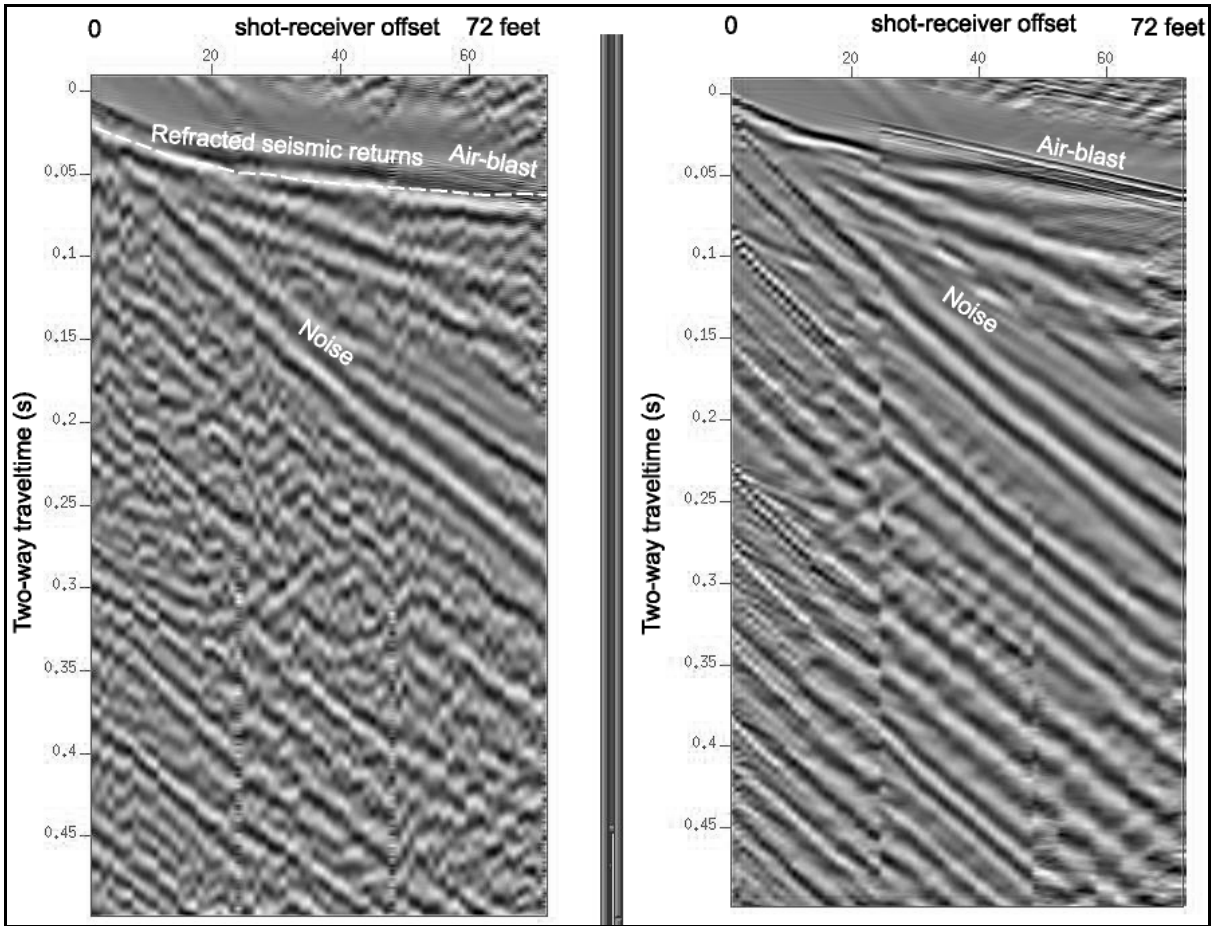 0 shot-receiver offset 72 feet
20 40 60
0
Refracted seismic returns
Air-blast
0.05
0.1
Noise
0.15
0.2
0.25
0.3
0.35
0.4
0.45
Two-way traveltime (s)
0 shot-receiver offset 72 feet
20 40 60
0
Air-blast
0.05
0.1
Noise
0.15
0.2
0.25
0.3
0.35
0.4
0.45
Two-way traveltime (s)